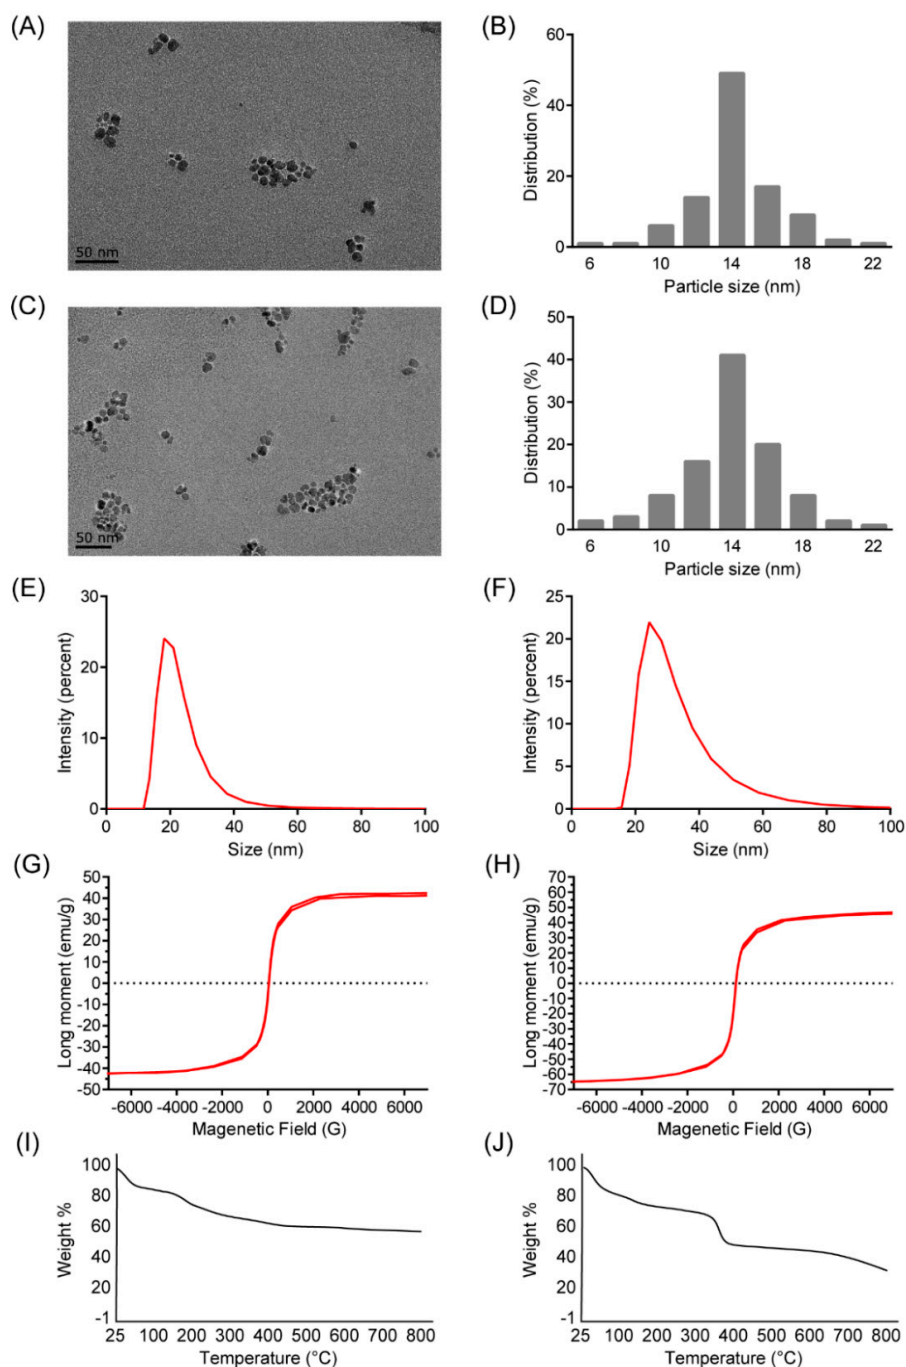 (A)
50 nm
(B)
60
40
20
0
6 10 14 18 22
Distribution (%)
Particle size (nm)
(C)
50 nm
(D)
50
40
30
20
10
0
6 10 14 18 22
Distribution (%)
Particle size (nm)
(E)
30
20
10
0
0 20 40 60 80 100
Intensity (percent)
Size (nm)
(F)
25
20
15
10
5
0
0 20 40 60 80 100
Intensity (percent)
Size (nm)
(G)
50
40
30
20
10
0
-10
-20
-30
-40
-50
-6000 -4000 -2000 0 2000 4000 6000
Long moment (emu/g)
Magenetic Field (G)
(H)
70
60
50
40
30
20
10
0
-10
-20
-30
-40
-50
-60
-70
-6000 -4000 -2000 0 2000 4000 6000
Long moment (emu/g)
Magenetic Field (G)
(I)
100
80
60
40
20
-1
25 100 200 300 400 500 600 700 800
Weight %
Temperature (°C)
(J)
100
80
60
40
20
-1
25 100 200 300 400 500 600 700 800
Weight %
Temperature (°C)